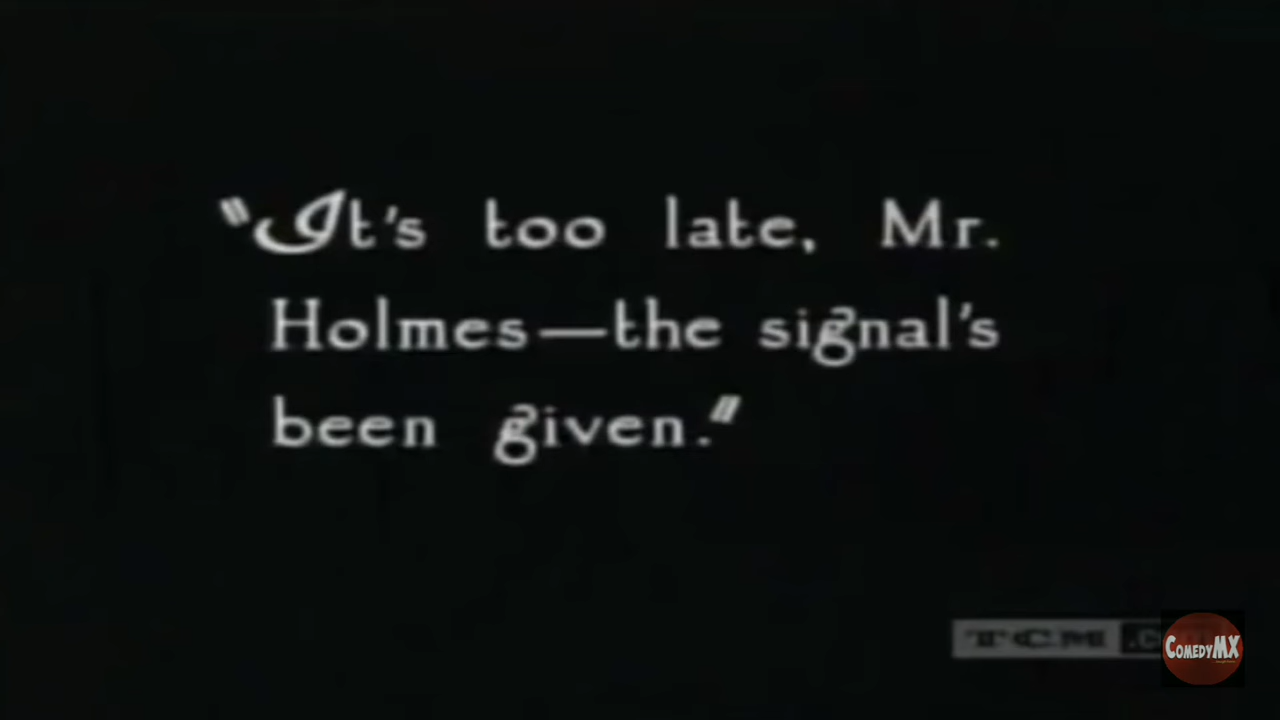 "It's too late, Mr.
Holmes—the signal's
been given."
TCM
COMEDYMX